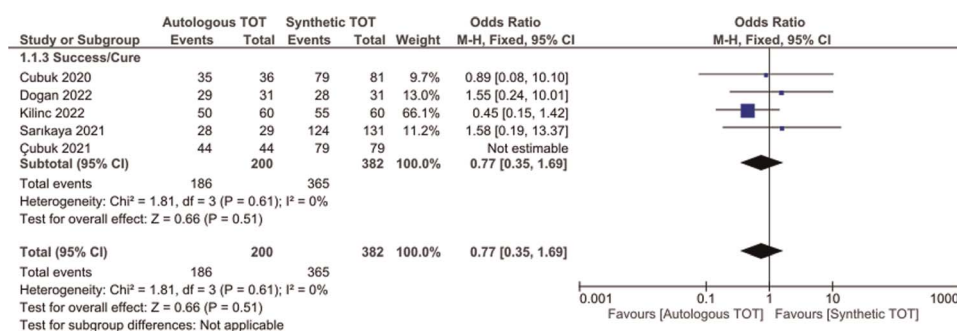 Autologous TOT Synthetic TOT Odds Ratio Odds Ratio
Study or Subgroup Events Total Events Total Weight M-H, Fixed, 95% CI M-H, Fixed, 95% CI
1.1.3 Success/Cure
Cubuk 2020 35 36 79 81 9.7% 0.89 [0.08, 10.10]
Dogan 2022 29 31 28 31 13.0% 1.55 [0.24, 10.01]
Kilinc 2022 50 60 55 60 66.1% 0.45 [0.15, 1.42]
Sarıkaya 2021 28 29 124 131 11.2% 1.58 [0.19, 13.37]
Çubuk 2021 44 44 79 79 Not estimable
Subtotal (95% CI) 200 382 100.0% 0.77 [0.35, 1.69]
Total events 186 365
Heterogeneity: Chi² = 1.81, df = 3 (P = 0.61); I² = 0%
Test for overall effect: Z = 0.66 (P = 0.51)
Total (95% CI) 200 382 100.0% 0.77 [0.35, 1.69]
Total events 186 365
Heterogeneity: Chi² = 1.81, df = 3 (P = 0.61); I² = 0%
Test for overall effect: Z = 0.66 (P = 0.51)
Test for subgroup differences: Not applicable
0.001 0.1 1 10 1000
Favours [Autologous TOT] Favours [Synthetic TOT]